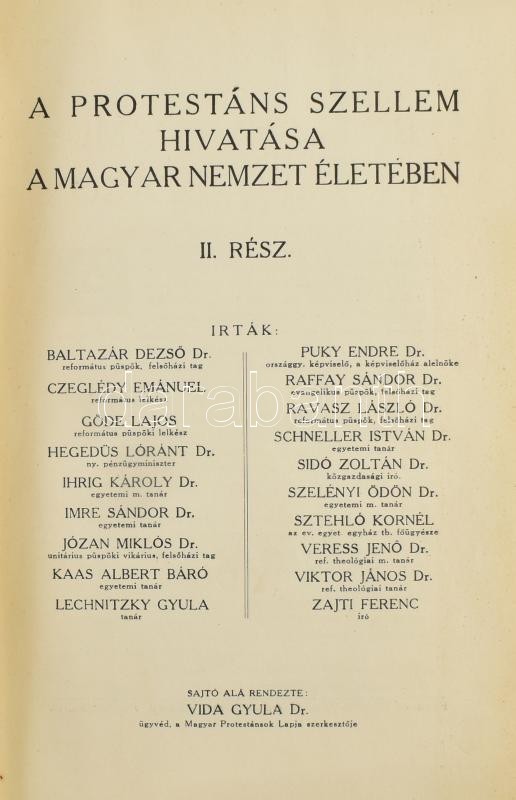 A PROTESTÁNS SZELLEM
HIVATÁSA
A MAGYAR NEMZET ÉLETÉBEN
II. RÉSZ.
IRTÁK:
BALTAZÁR DEZSŐ Dr.
református püspök, felsőházi tag
CZEGLÉDY EMÁNUEL
református lelkész
GÖDE LAJOS
református püspöki lelkész
HEGEDÜS LÓRÁNT Dr.
ny. pénzügyminiszter
IHRIG KÁROLY Dr.
egyetemi m. tanár
IMRE SÁNDOR Dr.
egyetemi tanár
JÓZAN MIKLÓS Dr.
unitárius püspöki vikárius, felsőházi tag
KAAS ALBERT BÁRÓ
egyetemi tanár
LECHNITZKY GYULA
tanár
PUKY ENDRE Dr.
országgy. képviselő, a képviselőház alelnöke
RAFFAY SÁNDOR Dr.
evangelikus püspök, felsőházi tag
RAVASZ LÁSZLÓ Dr.
református püspök, felsőházi tag
SCHNELLER ISTVÁN Dr.
egyetemi tanár
SIDÓ ZOLTÁN Dr.
közgazdasági író.
SZELÉNYI ÖDÖN Dr.
egyetemi m. tanár
SZTEHLÓ KORNÉL
az ev. egyet. egyház tb. főügyésze
VERESS JENŐ Dr.
ref. theológiai m. tanár
VIKTOR JÁNOS Dr.
ref. theológiai tanár
ZAJTI FERENC
író
SAJTÓ ALÁ RENDEZTE:
VIDA GYULA Dr.
ügyvéd, a Magyar Protestánsok Lapja szerkesztője
darabanth